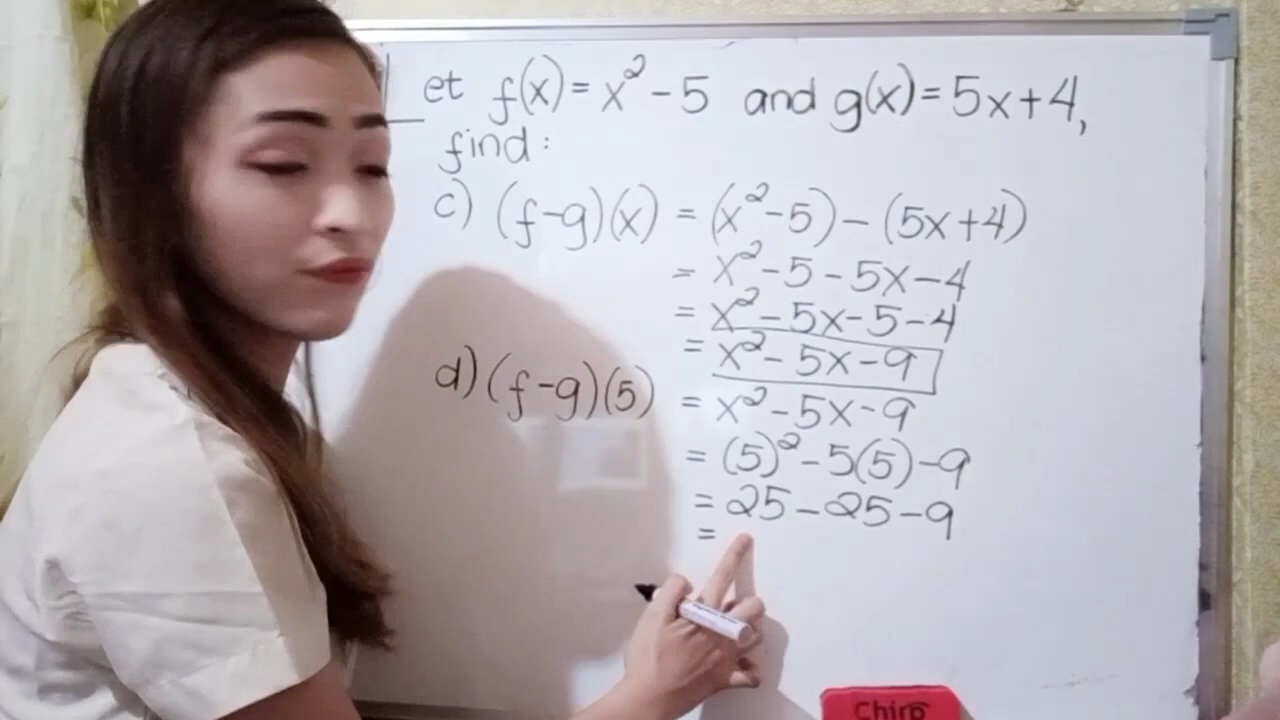 et f(x) = x² - 5 and g(x) = 5x + 4,
find:
c) (f-g)(x) = (x² - 5) - (5x + 4)
= x² - 5 - 5x - 4
= x² - 5x - 5 - 4
= x² - 5x - 9
d) (f-g)(5) = x² - 5x - 9
= (5)² - 5(5) - 9
= 25 - 25 - 9
=
Chirp